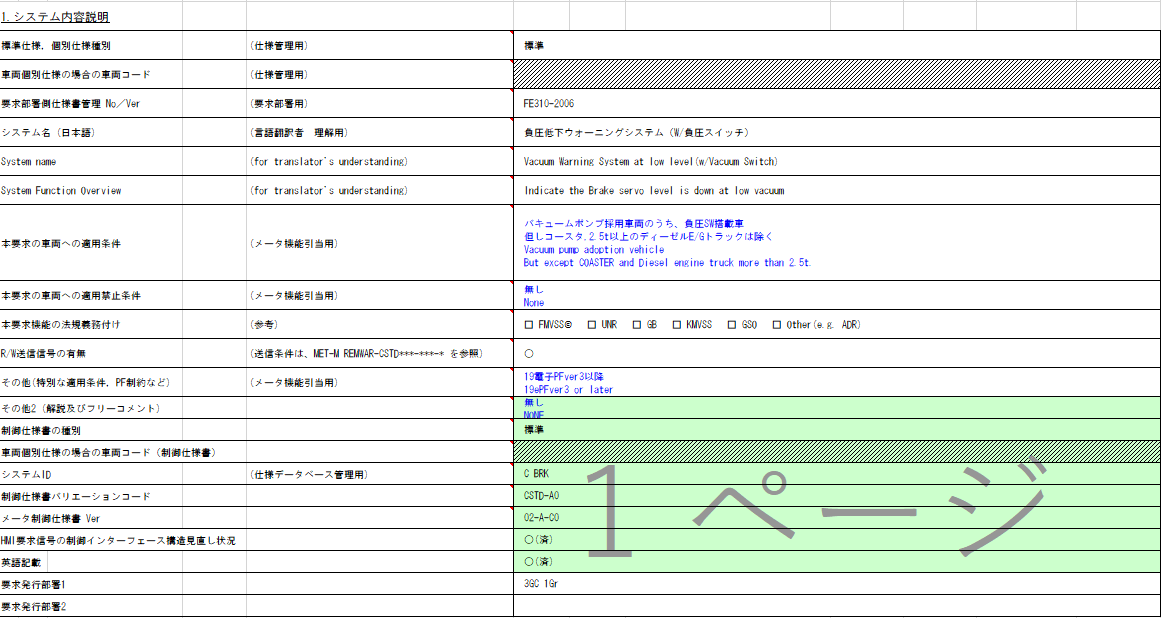 1. システム内容説明
標準仕様，個別仕様種別 (仕様管理用) 標準
車両個別仕様の場合の車両コード (仕様管理用)
要求部署側仕様書管理 No／Ver (要求部署用) FE310-2006
システム名（日本語） (言語翻訳者　理解用) 負圧低下ウォーニングシステム（W/負圧スイッチ）
System name (for translator's understanding) Vacuum Warning System at low level(w/Vacuum Switch)
System Function Overview (for translator's understanding) Indicate the Brake servo level is down at low vacuum
本要求の車両への適用条件 (メータ機能引当用) バキュームポンプ採用車両のうち、負圧SW搭載車
但しコースタ,2.5t以上のディーゼルE/Gトラックは除く
Vacuum pump adoption vehicle
But except COASTER and Diesel engine truck more than 2.5t.
本要求の車両への適用禁止条件 (メータ機能引当用) 無し
None
本要求機能の法規義務付け (参考) □ FMVSS© □ UNR □ GB □ KMVSS □ GSO □ Other(e.g. ADR)
R/W送信信号の有無 (送信条件は、MET-M_REMWAR-CSTD***-***-* を参照) ○
その他(特別な適用条件，PF制約など) (メータ機能引当用) 19電子PFver3以降
19ePFver3 or later
その他2（解説及びフリーコメント） 無し
NONE
制御仕様書の種別 標準
車両個別仕様の場合の車両コード（制御仕様書）
システムID (仕様データベース管理用) C_BRK
制御仕様書バリエーションコード CSTD-A0
メータ制御仕様書 Ver 02-A-C0
HMI要求信号の制御インターフェース構造見直し状況 ○(済)
英語記載 ○(済)
要求発行部署1 3GC 1Gr
要求発行部署2
1 ページ